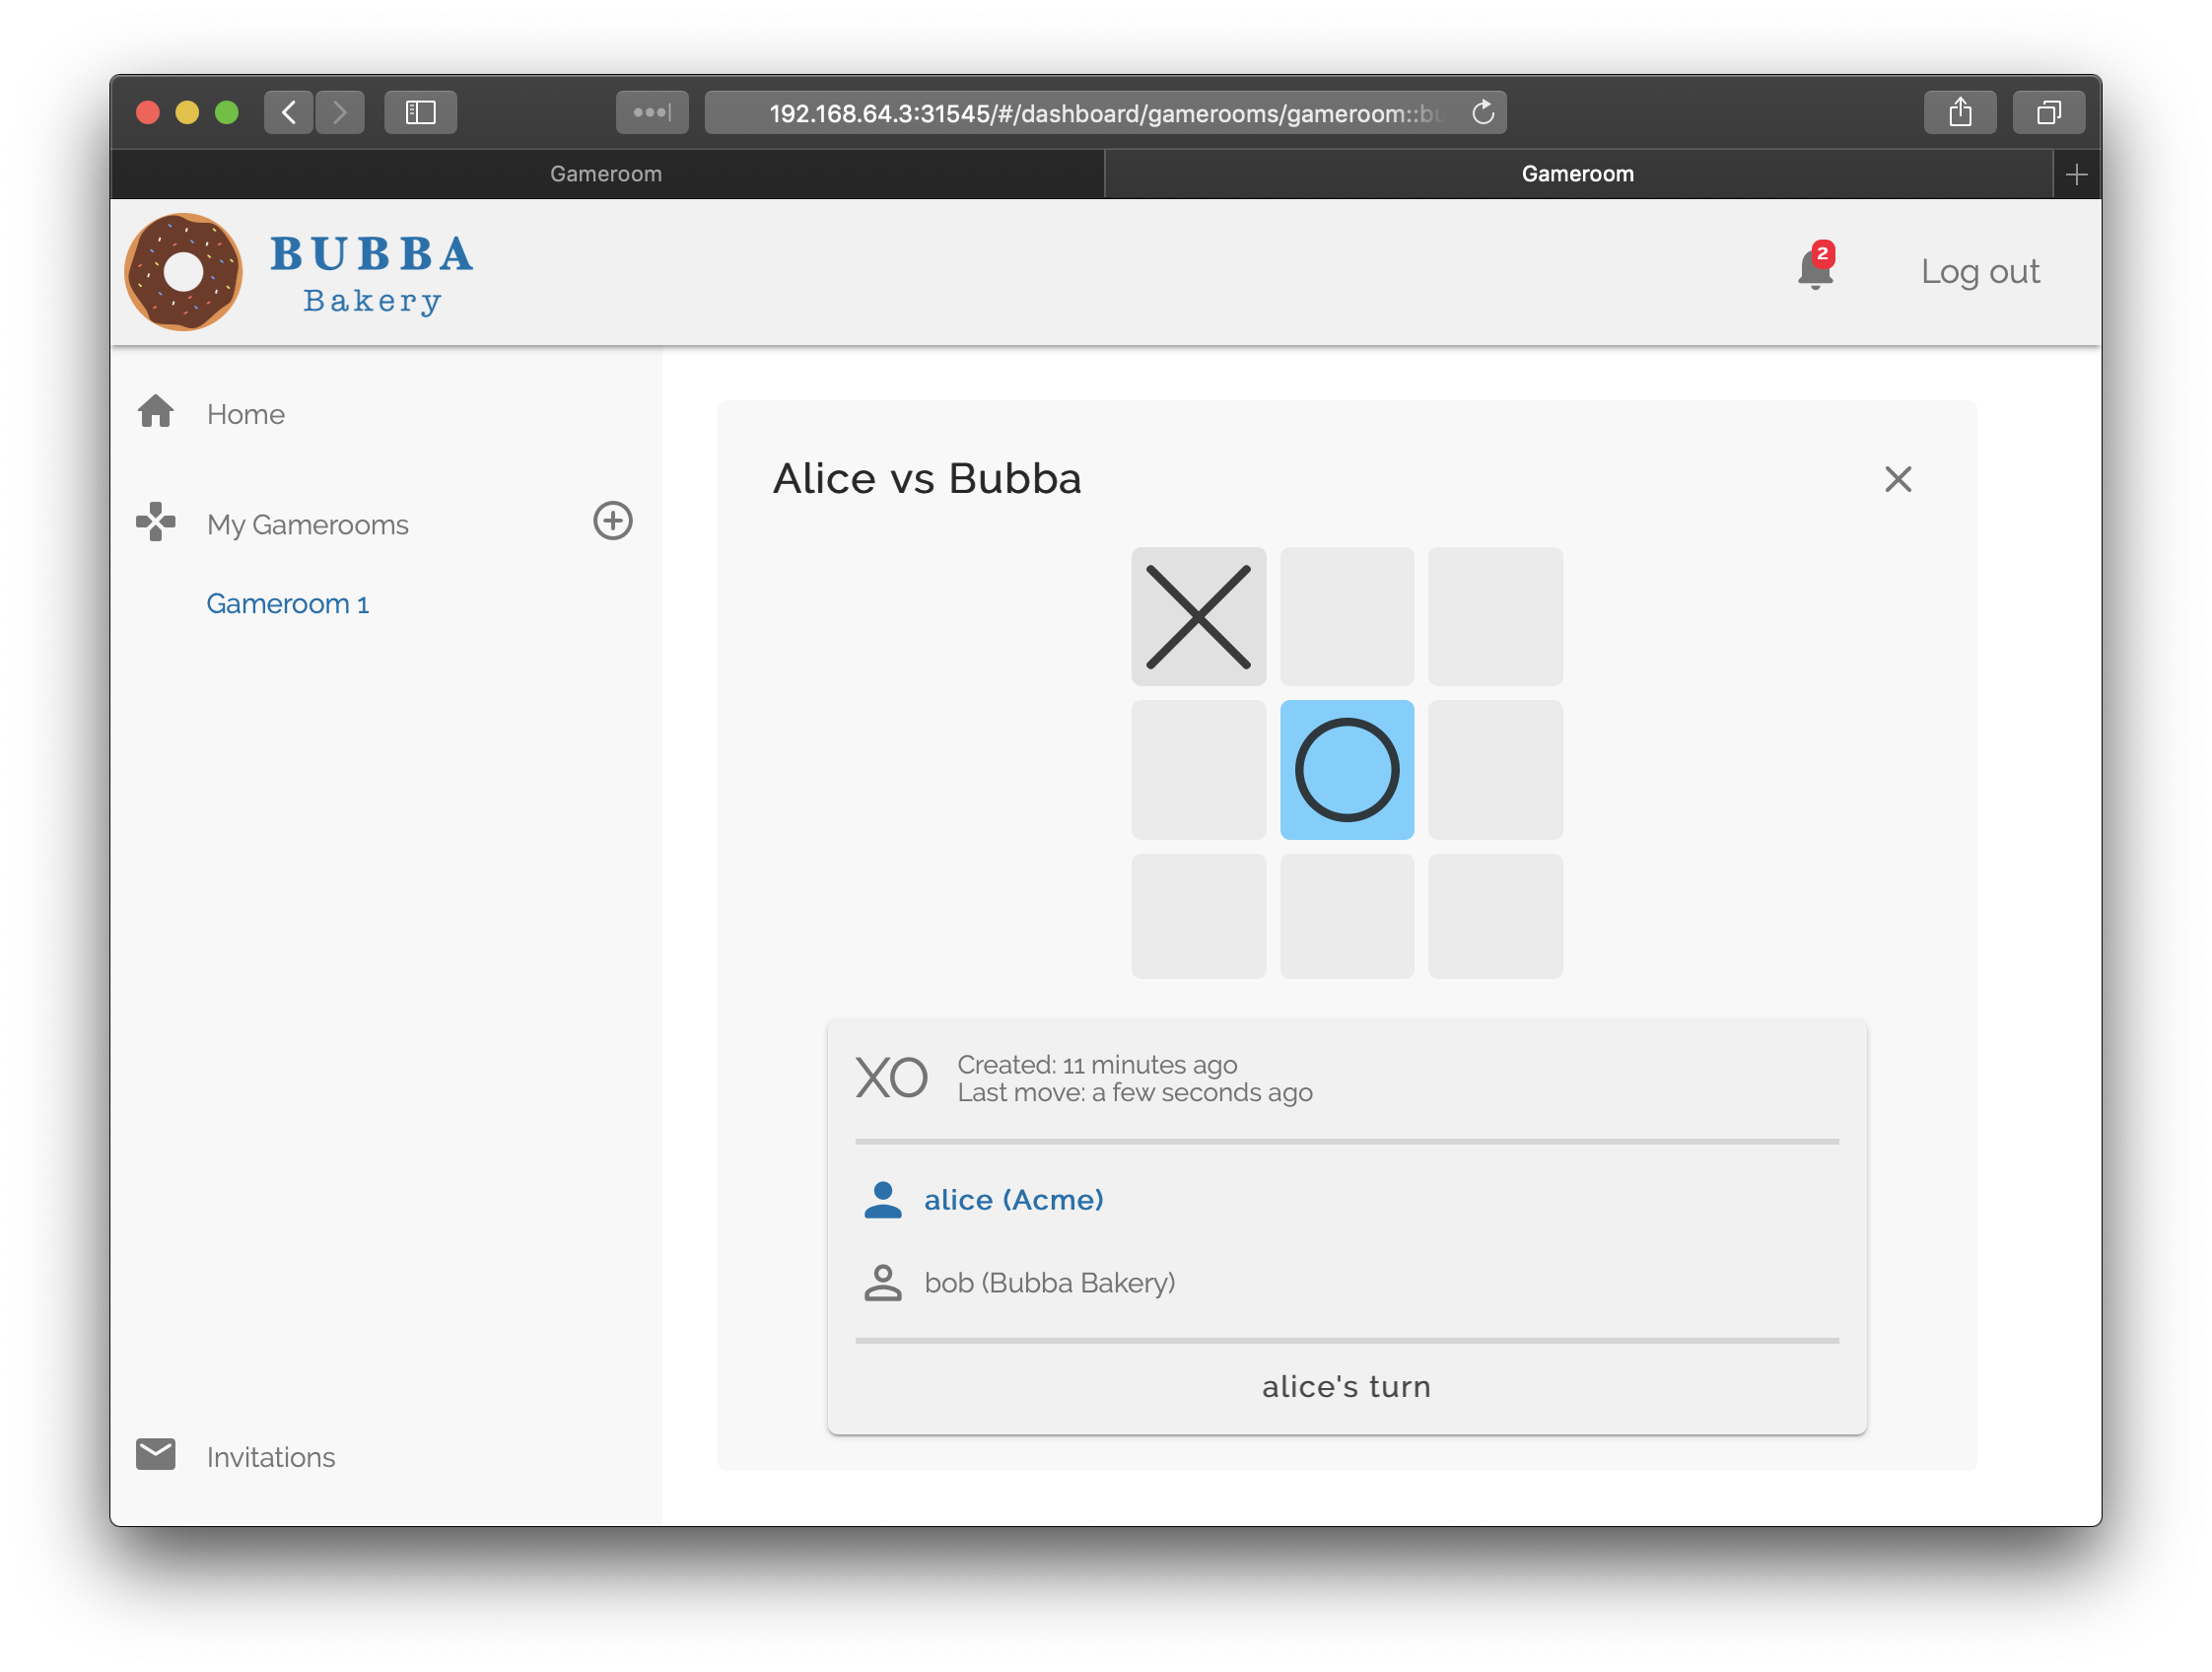 192.168.64.3:31545/#/dashboard/gamerooms/gameroom::bu
Gameroom
Gameroom
BUBBA
Bakery
2
Log out
Home
My Gamerooms
Gameroom 1
Invitations
Alice vs Bubba
XO
Created: 11 minutes ago
Last move: a few seconds ago
alice (Acme)
bob (Bubba Bakery)
alice's turn